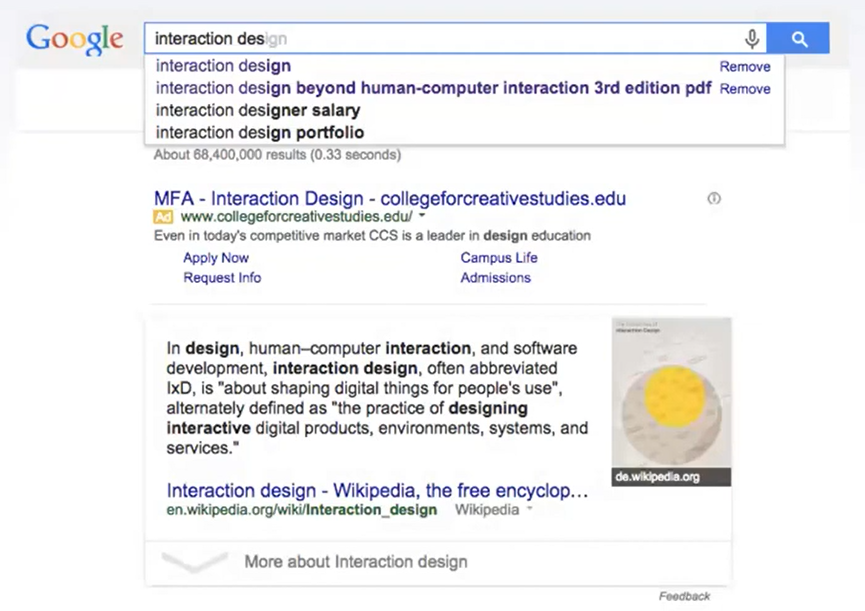 Google interaction design
interaction design Remove
interaction design beyond human-computer interaction 3rd edition pdf Remove
interaction designer salary
interaction design portfolio
About 68,400,000 results (0.33 seconds)
MFA - Interaction Design - collegeforcreativestudies.edu
Ad www.collegeforcreativestudies.edu/
Even in today's competitive market CCS is a leader in design education
Apply Now Campus Life
Request Info Admissions
In design, human–computer interaction, and software
development, interaction design, often abbreviated
IxD, is "about shaping digital things for people's use",
alternately defined as "the practice of designing
interactive digital products, environments, systems, and
services."
Interaction Design
de.wikipedia.org
Interaction design - Wikipedia, the free encyclop...
en.wikipedia.org/wiki/Interaction_design Wikipedia
More about Interaction design
Feedback